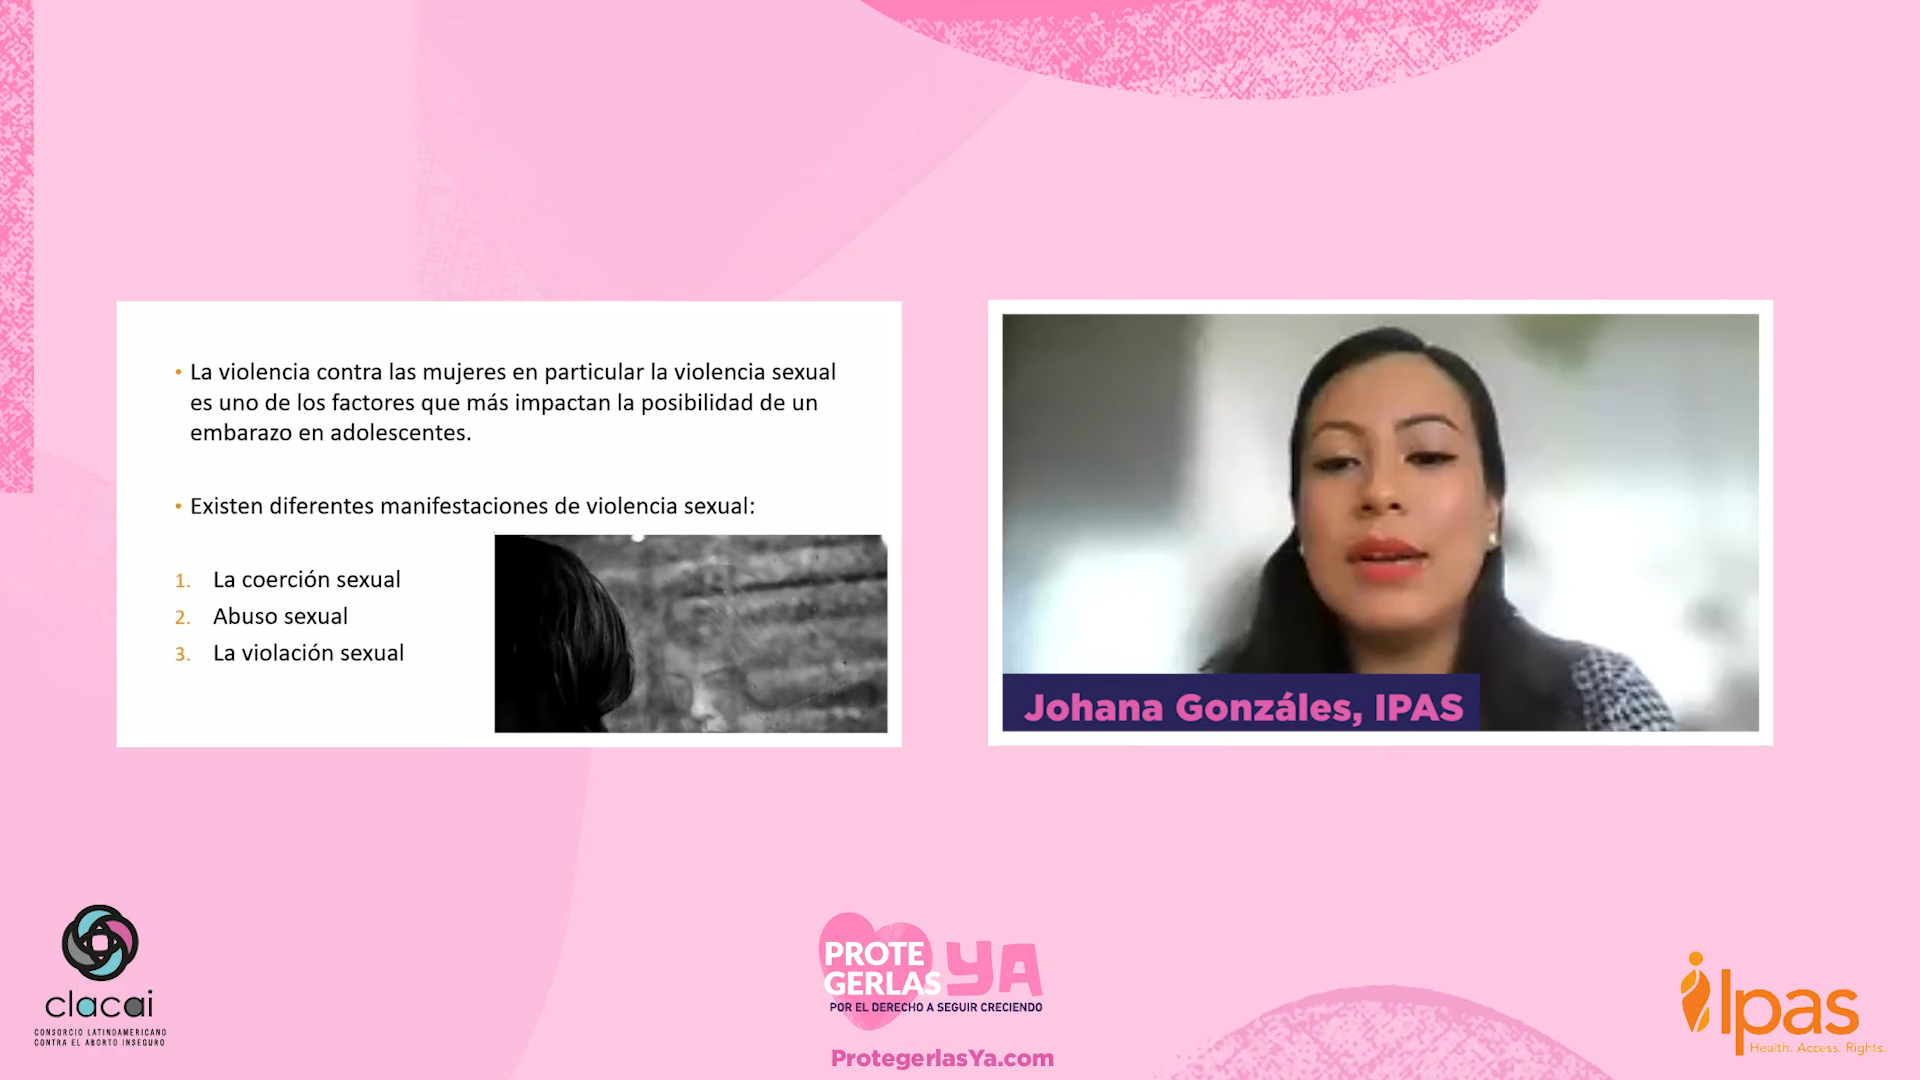 • La violencia contra las mujeres en particular la violencia sexual
es uno de los factores que más impactan la posibilidad de un
embarazo en adolescentes.
• Existen diferentes manifestaciones de violencia sexual:
1. La coerción sexual
2. Abuso sexual
3. La violación sexual
Johana Gonzáles, IPAS
clacai
CONSORCIO LATINOAMERICANO
CONTRA EL ABORTO INSEGURO
PROTE
GERLAS YA
POR EL DERECHO A SEGUIR CRECIENDO
ProtegerlasYa.com
Ipas
Health. Access. Rights.